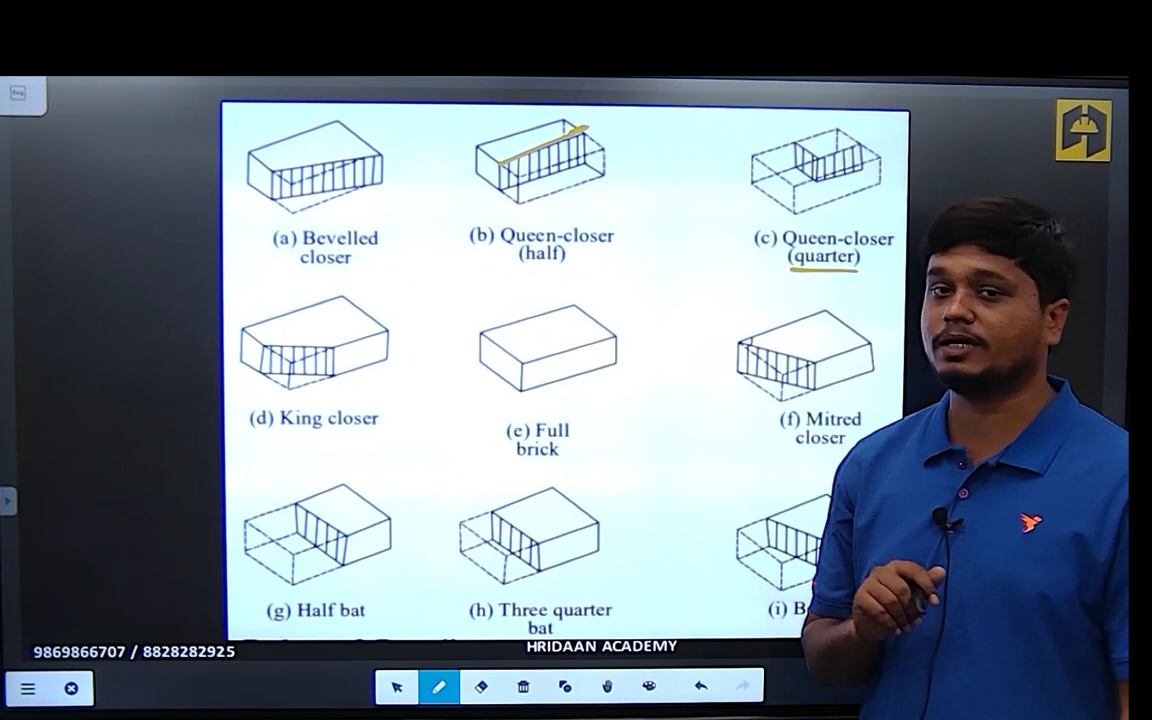 (a) Bevelled
closer
(b) Queen-closer
(half)
(c) Queen-closer
(quarter)
(d) King closer
(e) Full
brick
(f) Mitred
closer
(g) Half bat
(h) Three quarter
bat
(i)
9869866707 / 8828282925
HRIDAAN ACADEMY